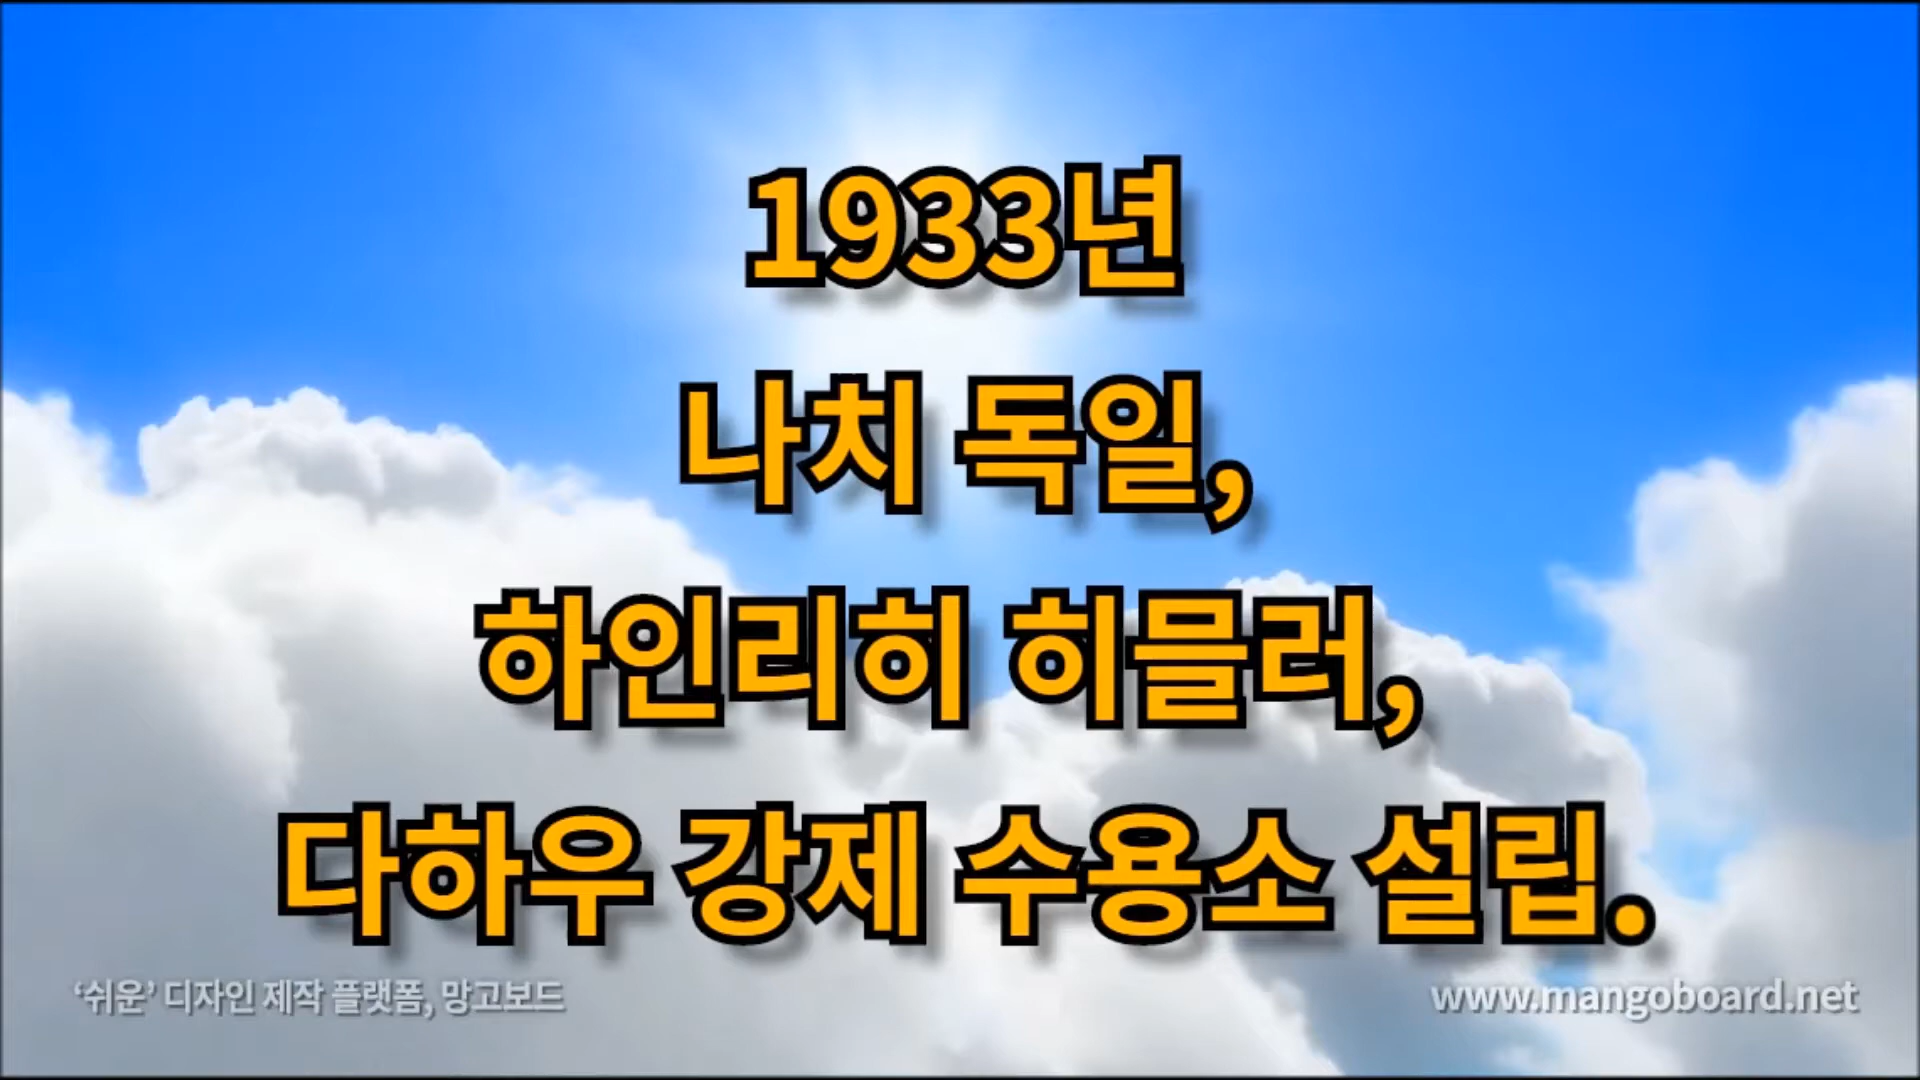 1933년
나치 독일,
하인리히 히믈러,
다하우 강제 수용소 설립.
‘쉬운’ 디자인 제작 플랫폼, 망고보드
www.mangoboard.net